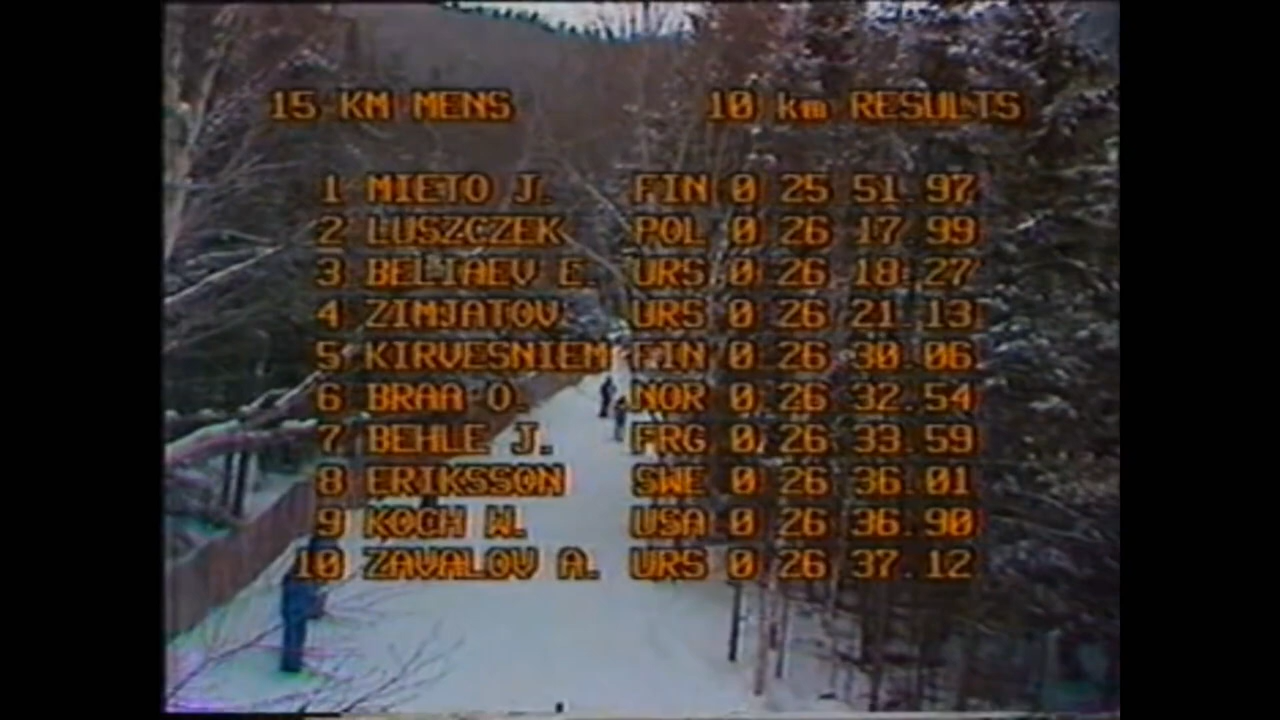 15 KM MENS 10 km RESULTS
1 MIETO J. FIN 0 25 51.97
2 LUSZCZEK POL 0 26 17.99
3 BELIAEV E. URS 0 26 18.27
4 ZIMJATOV. URS 0 26 21.13
5 KIRVESNIEM FIN 0 26 30.06
6 BRAA O. NOR 0 26 32.54
7 BEHLE J. FRG 0 26 33.59
8 ERIKSSON SWE 0 26 36.01
9 KOCH W. USA 0 26 36.90
10 ZAVALOV A. URS 0 26 37.12